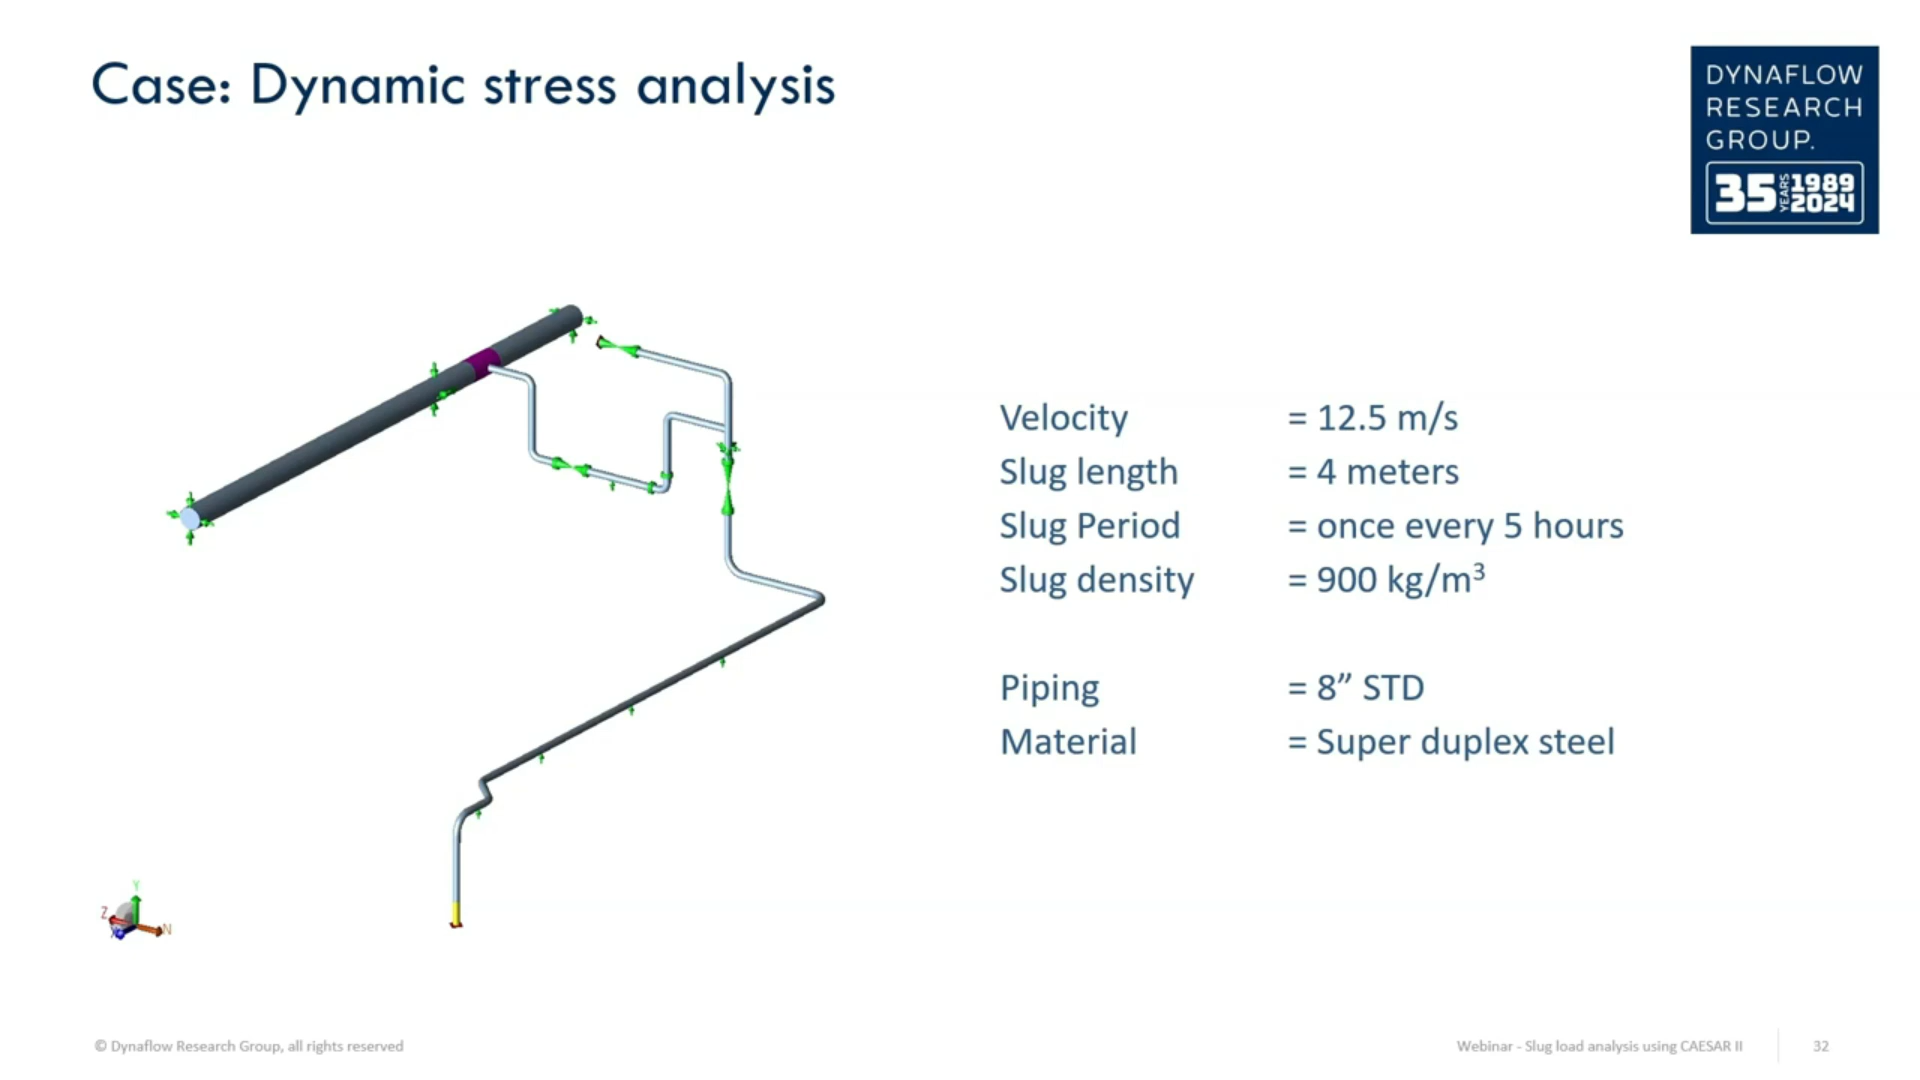 Case: Dynamic stress analysis
DYNAFLOW
RESEARCH
GROUP.
35 YEARS 1989 2024
Velocity = 12.5 m/s
Slug length = 4 meters
Slug Period = once every 5 hours
Slug density = 900 kg/m³
Piping = 8” STD
Material = Super duplex steel
Y
Z
N
© Dynaflow Research Group, all rights reserved
Webinar - Slug load analysis using CAESAR II
32